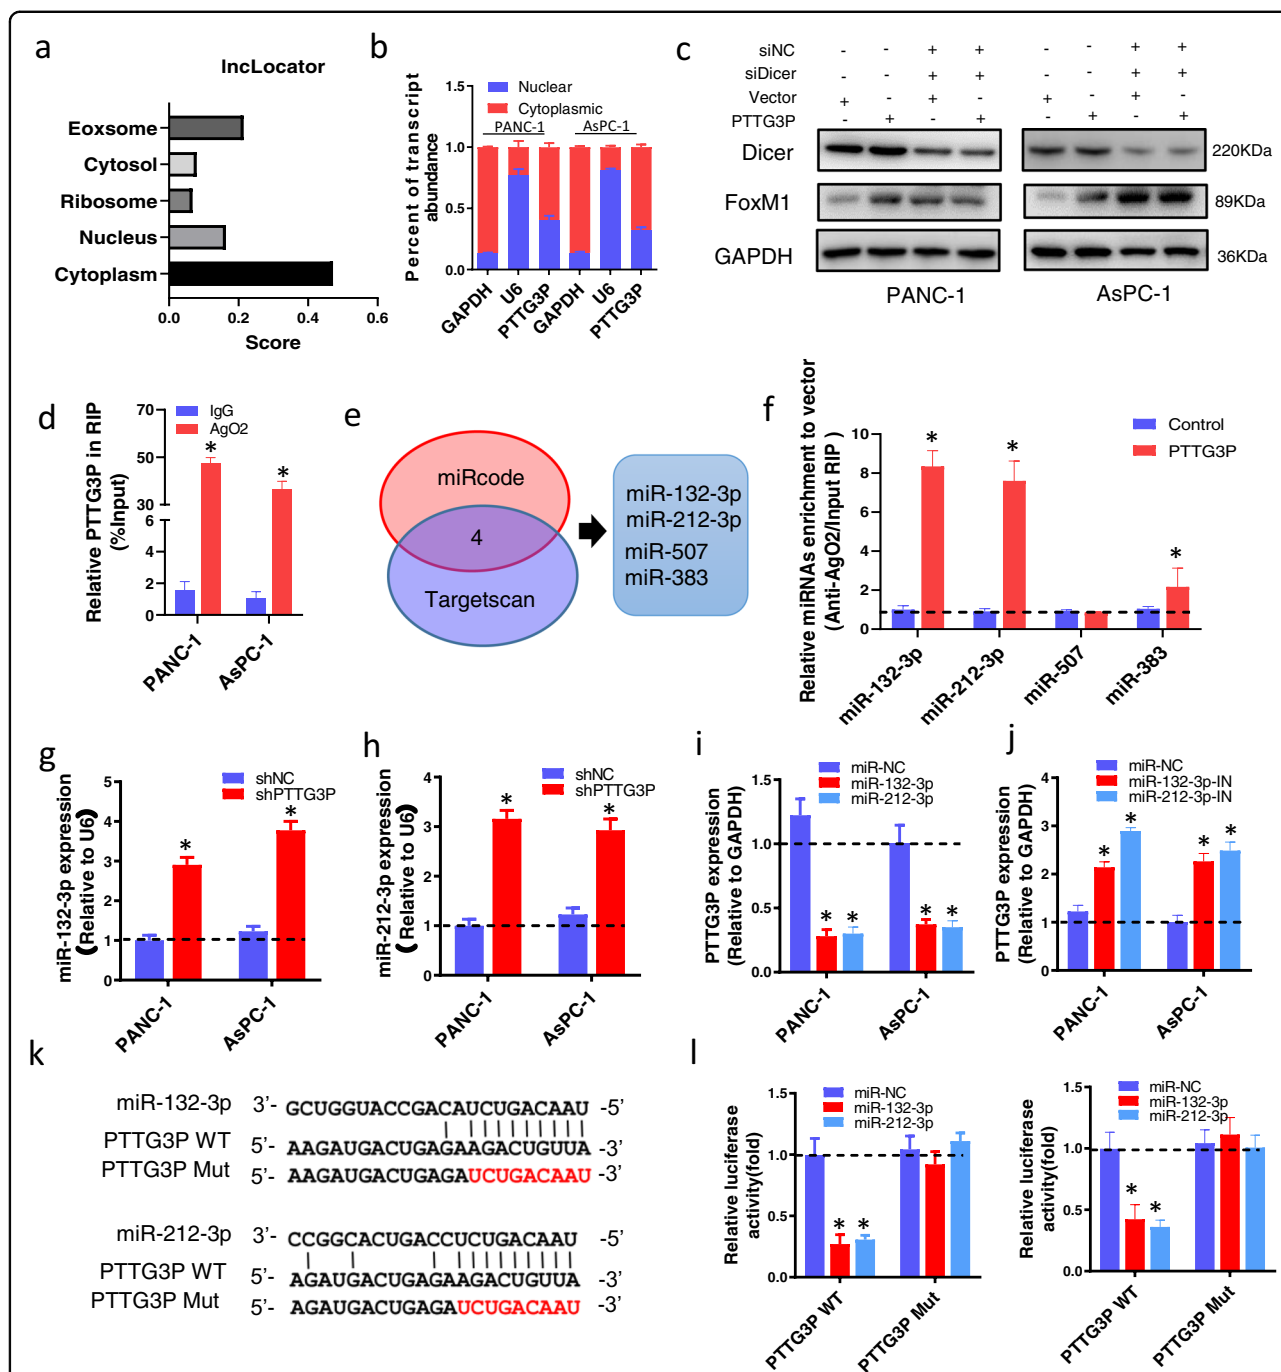 a
lncLocator
Eoxsome
Cytosol
Ribosome
Nucleus
Cytoplasm
0.0 0.2 0.4 0.6
Score
b
Nuclear
Cytoplasmic
Percent of transcript
abundance
1.5
1.0
0.5
0.0
PANC-1 AsPC-1
GAPDH U6 PTTG3P GAPDH U6 PTTG3P
c
siNC - - + + - - + +
siDicer - - + + - - + +
Vector + - + - + - + -
PTTG3P - + - + - + - +
Dicer 220KDa
FoxM1 89KDa
GAPDH 36KDa
PANC-1 AsPC-1
d
IgG
AgO2
Relative PTTG3P in RIP
(%Input)
70
50
30
6
4
2
0
* *
PANC-1 AsPC-1
e
miRcode
4
Targetscan
miR-132-3p
miR-212-3p
miR-507
miR-383
f
Control
PTTG3P
Relative miRNAs enrichment to vector
(Anti-AgO2/Input RIP )
10
8
6
4
2
0
* * *
miR-132-3p miR-212-3p miR-507 miR-383
g
shNC
shPTTG3P
miR-132-3p expression
(Relative to U6)
5
4
3
2
1
0
* *
PANC-1 AsPC-1
h
shNC
shPTTG3P
miR-212-3p expression
(Relative to U6)
4
3
2
1
0
* *
PANC-1 AsPC-1
i
miR-NC
miR-132-3p
miR-212-3p
PTTG3P expression
(Relative to GAPDH)
1.5
1.0
0.5
0.0
* * * *
PANC-1 AsPC-1
j
miR-NC
miR-132-3p-IN
miR-212-3p-IN
PTTG3P expression
(Relative to GAPDH)
4
3
2
1
0
* * * *
PANC-1 AsPC-1
k
miR-132-3p 3'- GCUGGUACCGACAUCUGACAAU -5'
PTTG3P WT 5'- AAGAUGACUGAGAAGACUGUUA -3'
PTTG3P Mut 5'- AAGAUGACUGAGAUCUGACAAU -3'
miR-212-3p 3'- CCGGCACUGACCUCUGACAAU -5'
PTTG3P WT 5'- AGAUGACUGAGAAGACUGUUA -3'
PTTG3P Mut 5'- AGAUGACUGAGAUCUGACAAU -3'
l
miR-NC
miR-132-3p
miR-212-3p
Relative luciferase
activity(fold)
1.5
1.0
0.5
0.0
* *
PTTG3P WT PTTG3P Mut
miR-NC
miR-132-3p
miR-212-3p
Relative luciferase
activity(fold)
1.5
1.0
0.5
0.0
* *
PTTG3P WT PTTG3P Mut